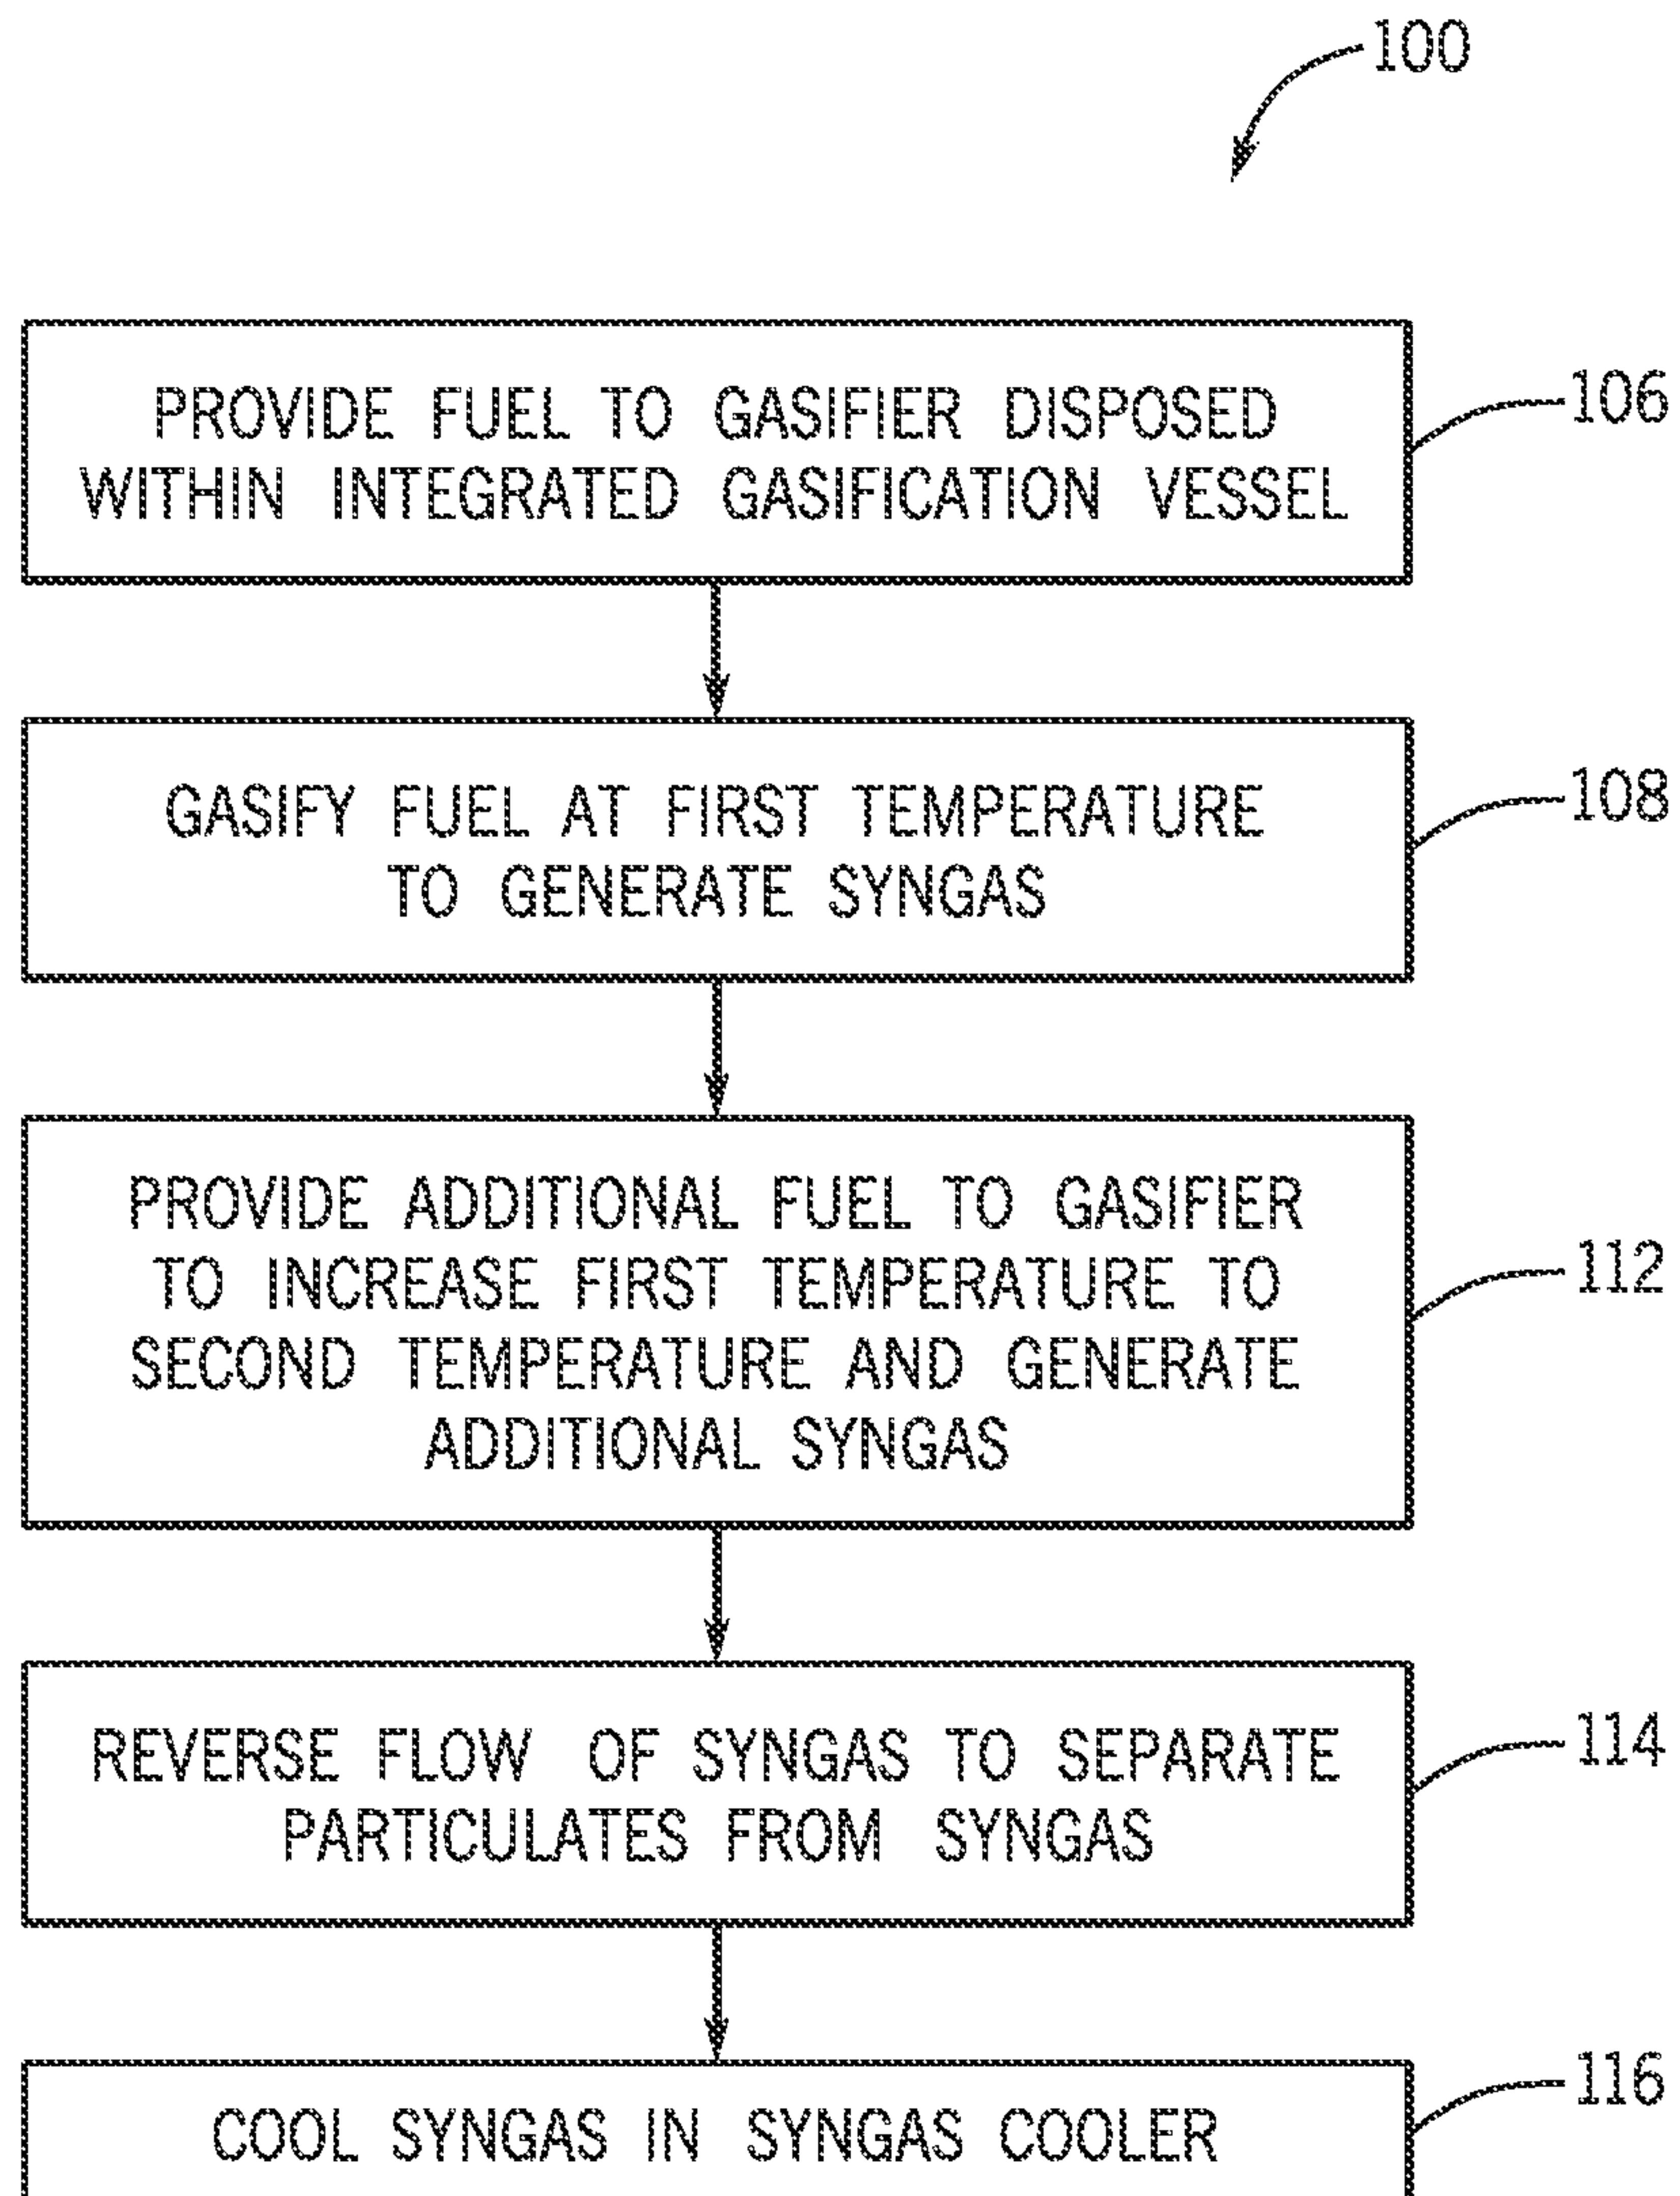 100
PROVIDE FUEL TO GASIFIER DISPOSED
WITHIN INTEGRATED GASIFICATION VESSEL
106
GASIFY FUEL AT FIRST TEMPERATURE
TO GENERATE SYNGAS
108
PROVIDE ADDITIONAL FUEL TO GASIFIER
TO INCREASE FIRST TEMPERATURE TO
SECOND TEMPERATURE AND GENERATE
ADDITIONAL SYNGAS
112
REVERSE FLOW OF SYNGAS TO SEPARATE
PARTICULATES FROM SYNGAS
114
COOL SYNGAS IN SYNGAS COOLER
116